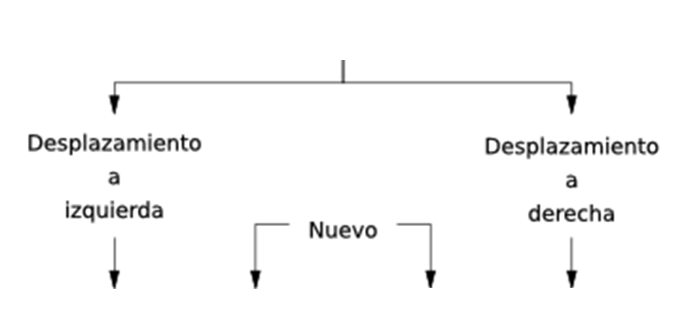 Desplazamiento
a
izquierda
Nuevo
Desplazamiento
a
derecha